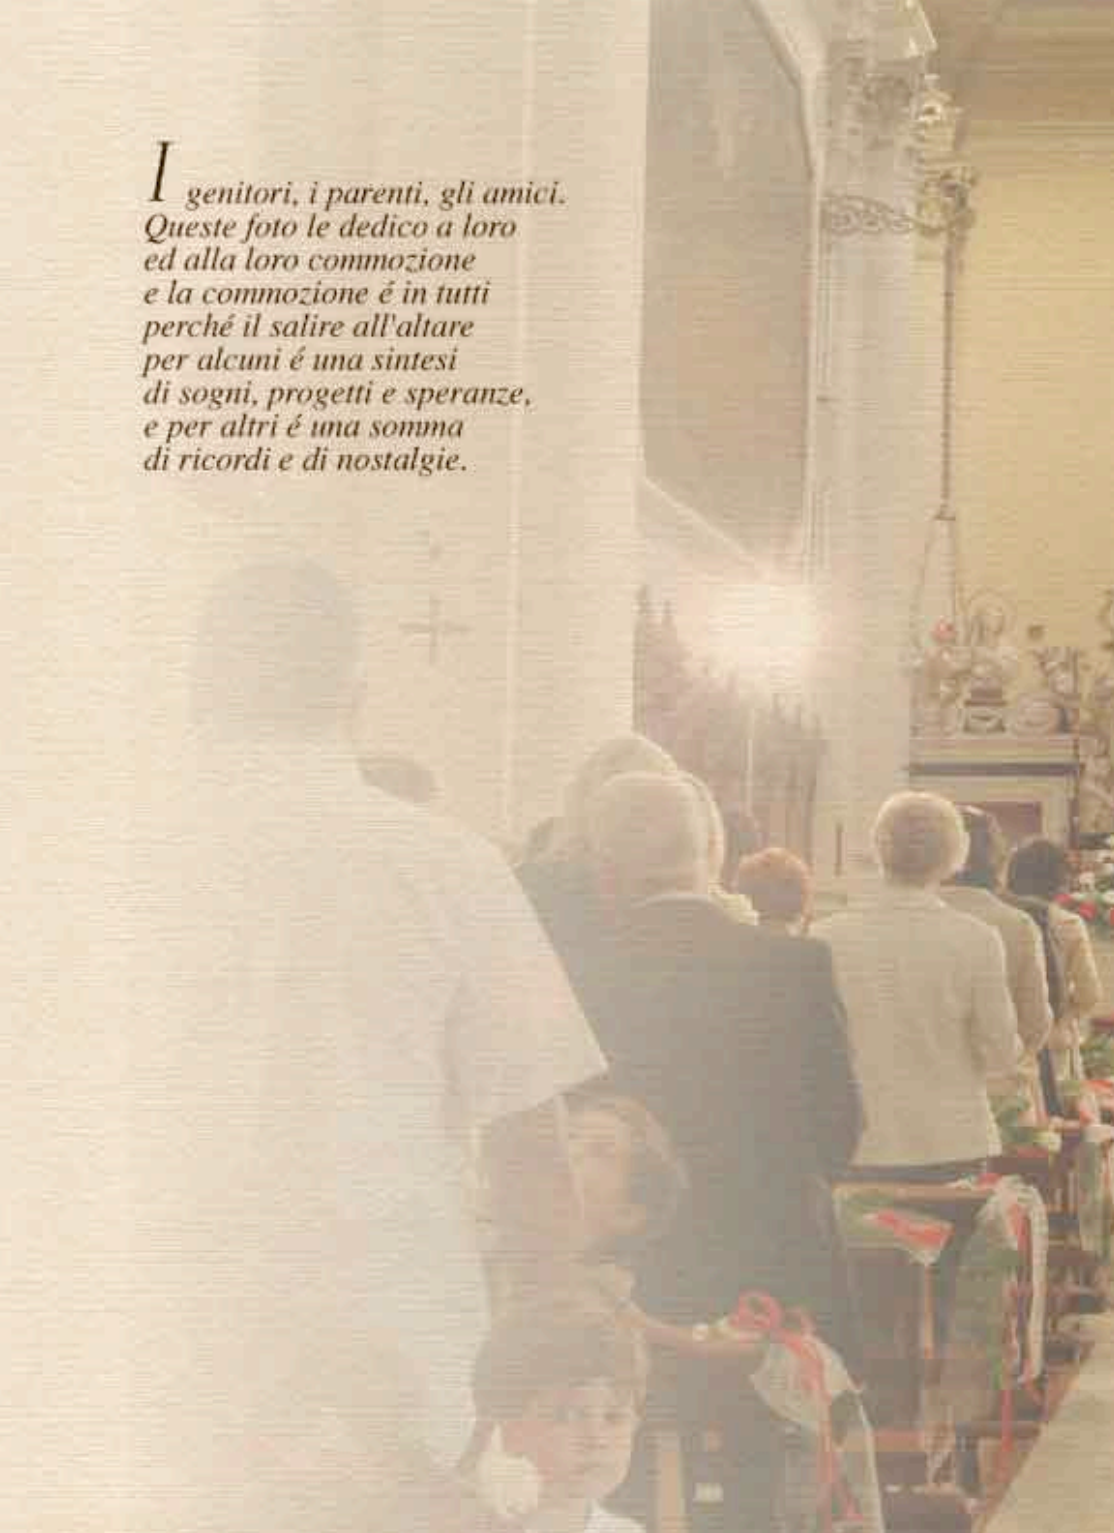 I genitori, i parenti, gli amici.
Queste foto le dedico a loro
ed alla loro commozione
e la commozione é in tutti
perché il salire all'altare
per alcuni é una sintesi
di sogni, progetti e speranze,
e per altri é una somma
di ricordi e di nostalgie.